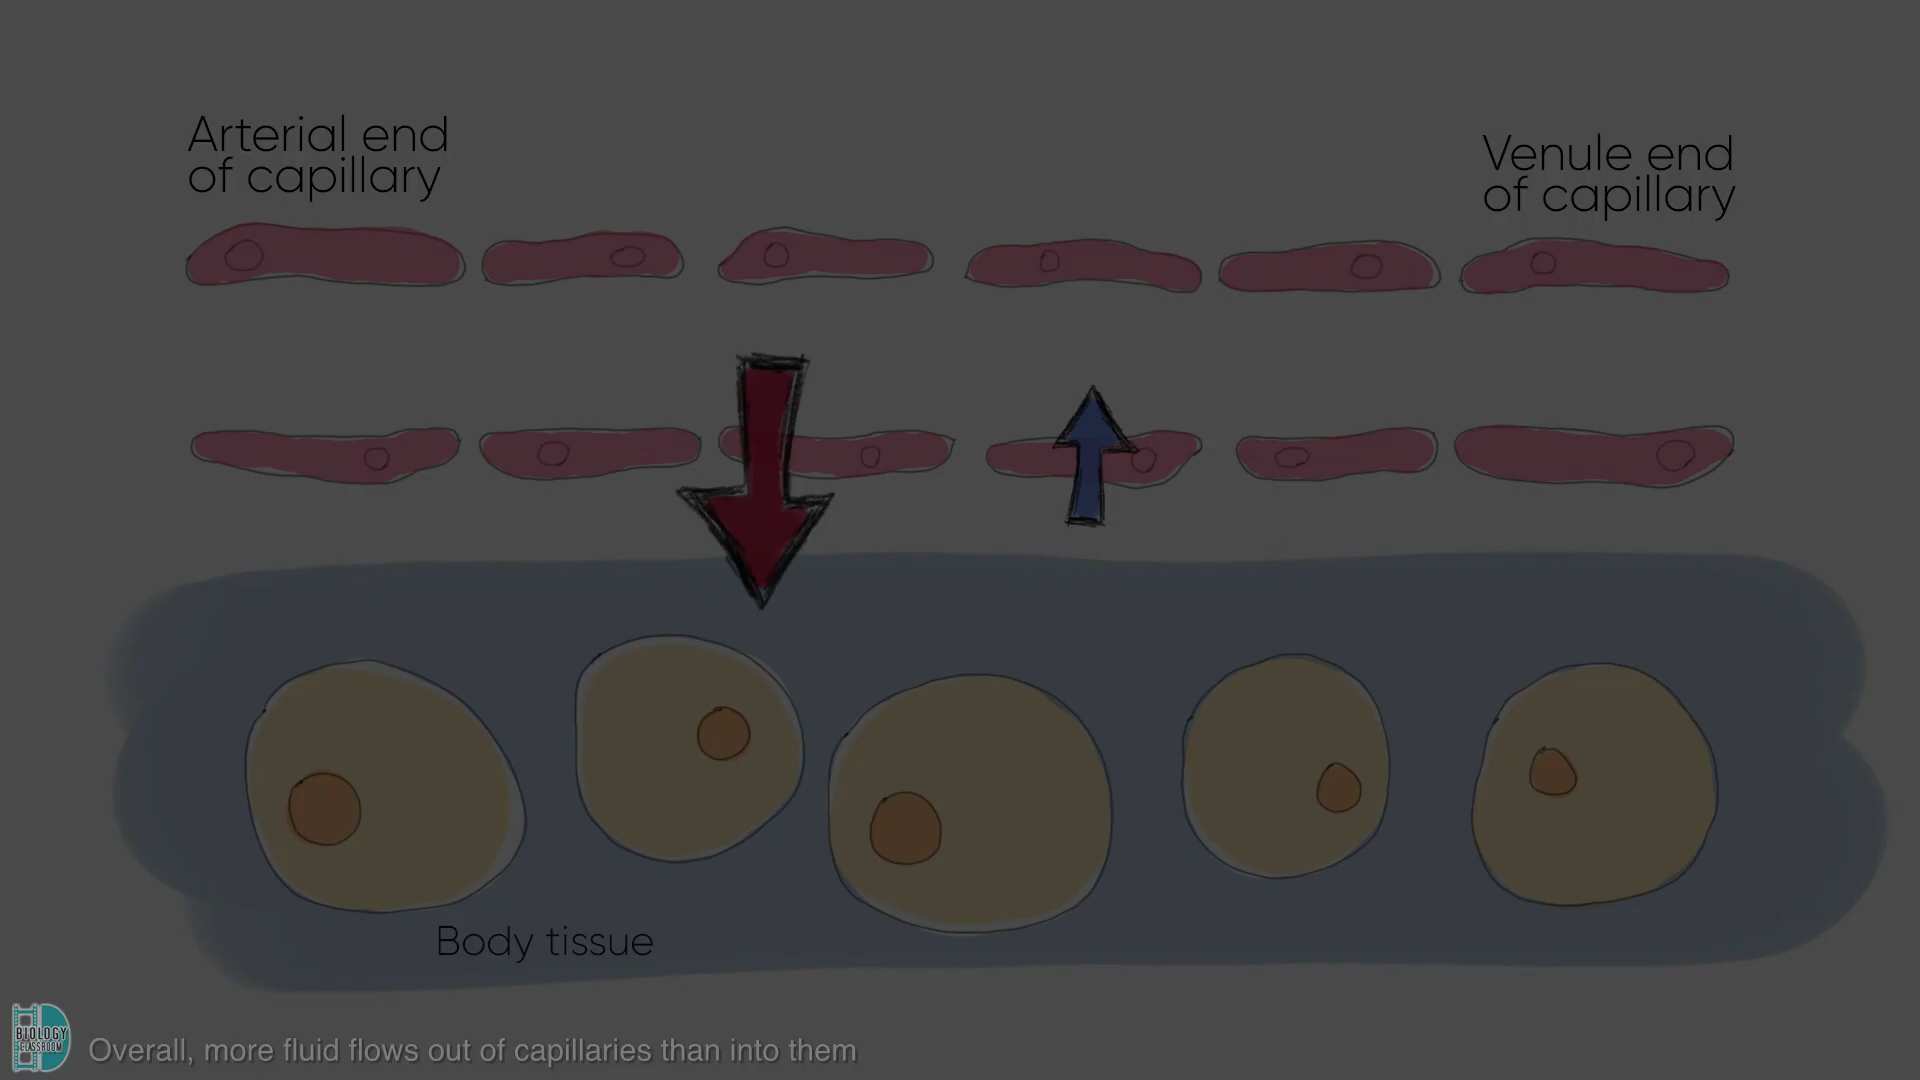 Arterial end
of capillary
Venule end
of capillary
Body tissue
BIOLOGY
CLASSROOM
Overall, more fluid flows out of capillaries than into them